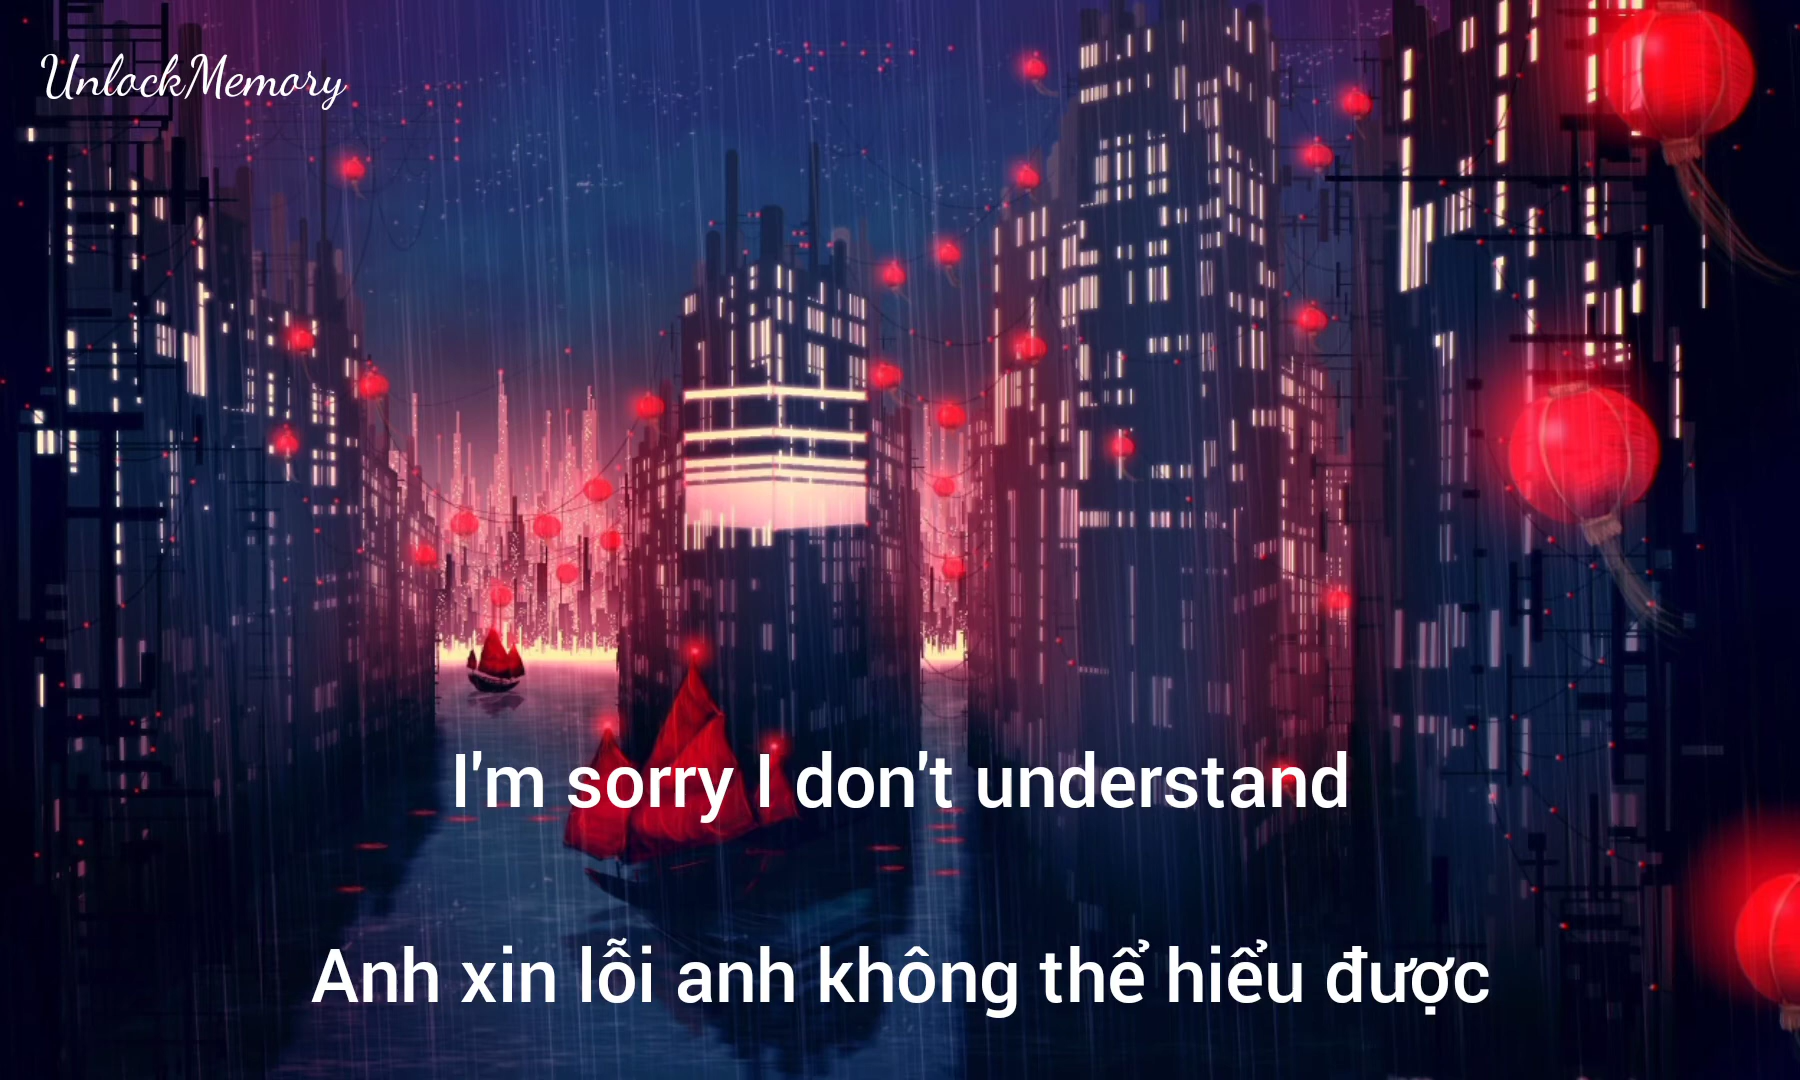 UnlockMemory
I'm sorry I don't understand
Anh xin lỗi anh không thể hiểu được